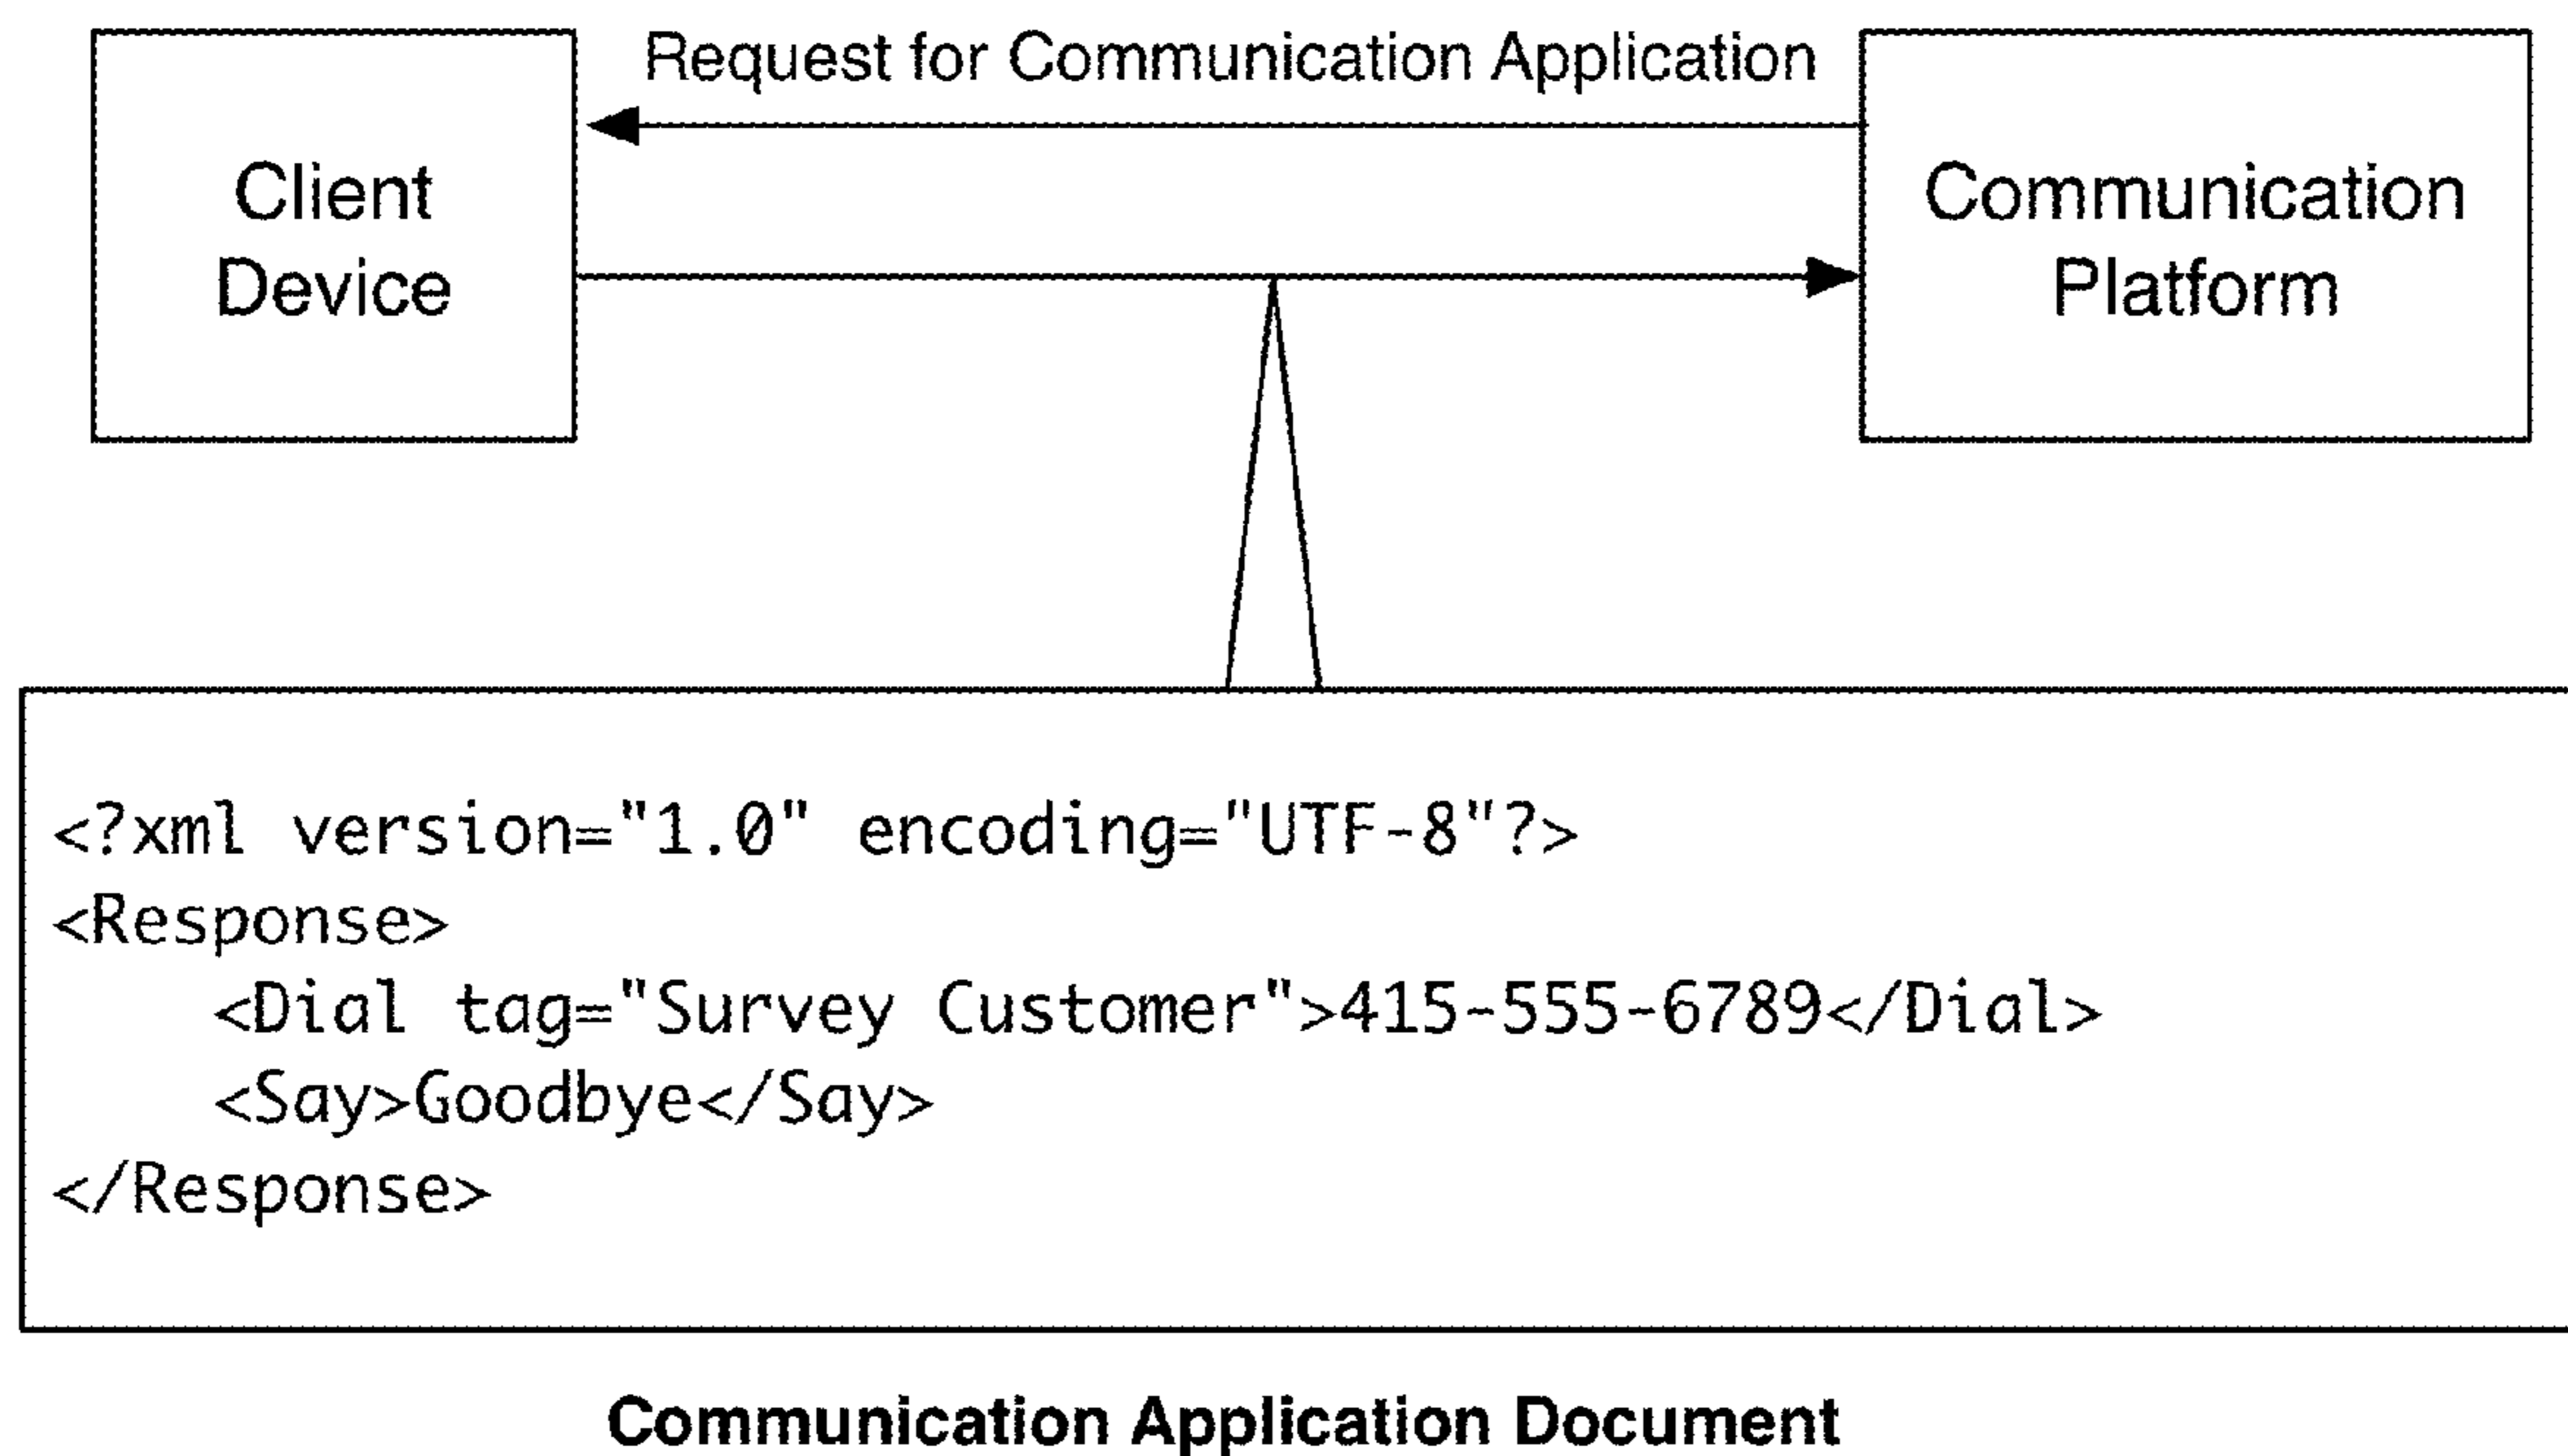 Request for Communication Application
Client
Device
Communication
Platform
<?xml version="1.0" encoding="UTF-8"?>
<Response>
    <Dial tag="Survey Customer">415-555-6789</Dial>
    <Say>Goodbye</Say>
</Response>
Communication Application Document